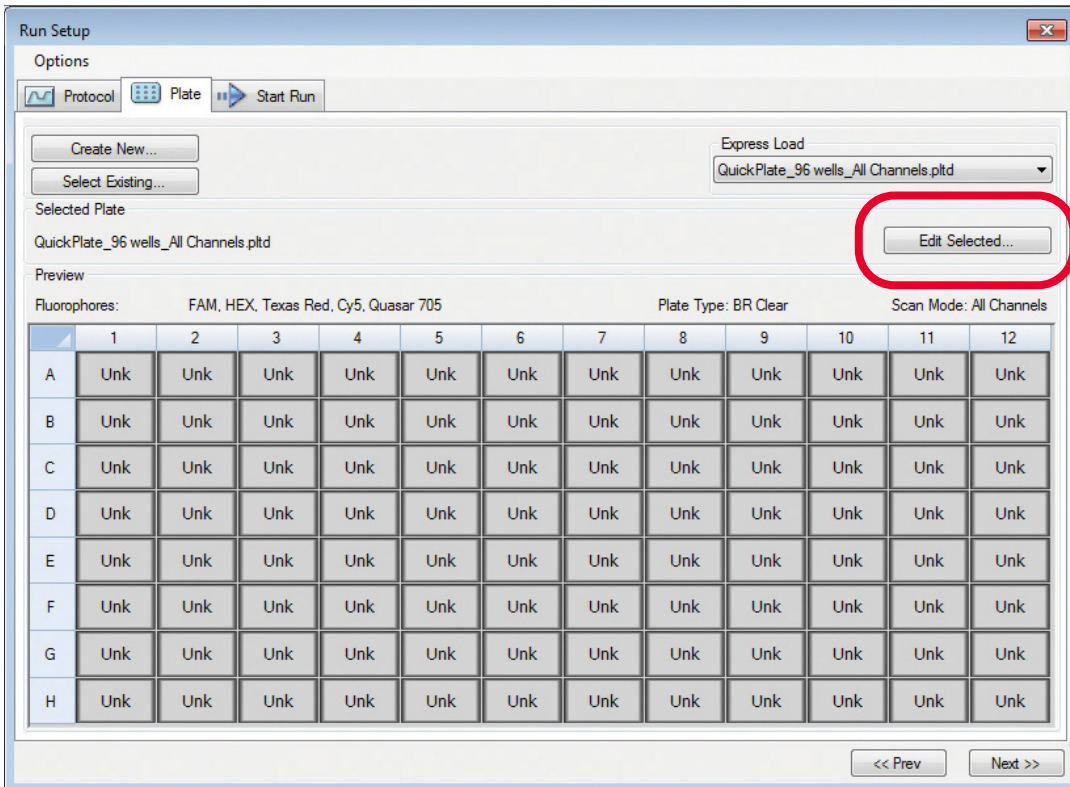 Run Setup
Options
Protocol Plate Start Run
Create New...
Select Existing...
Express Load
QuickPlate_96 wells_All Channels.pltd
Selected Plate
QuickPlate_96 wells_All Channels.pltd
Edit Selected...
Preview
Fluorophores: FAM, HEX, Texas Red, Cy5, Quasar 705 Plate Type: BR Clear Scan Mode: All Channels
1 2 3 4 5 6 7 8 9 10 11 12
A Unk Unk Unk Unk Unk Unk Unk Unk Unk Unk Unk Unk
B Unk Unk Unk Unk Unk Unk Unk Unk Unk Unk Unk Unk
C Unk Unk Unk Unk Unk Unk Unk Unk Unk Unk Unk Unk
D Unk Unk Unk Unk Unk Unk Unk Unk Unk Unk Unk Unk
E Unk Unk Unk Unk Unk Unk Unk Unk Unk Unk Unk Unk
F Unk Unk Unk Unk Unk Unk Unk Unk Unk Unk Unk Unk
G Unk Unk Unk Unk Unk Unk Unk Unk Unk Unk Unk Unk
H Unk Unk Unk Unk Unk Unk Unk Unk Unk Unk Unk Unk
<< Prev Next >>